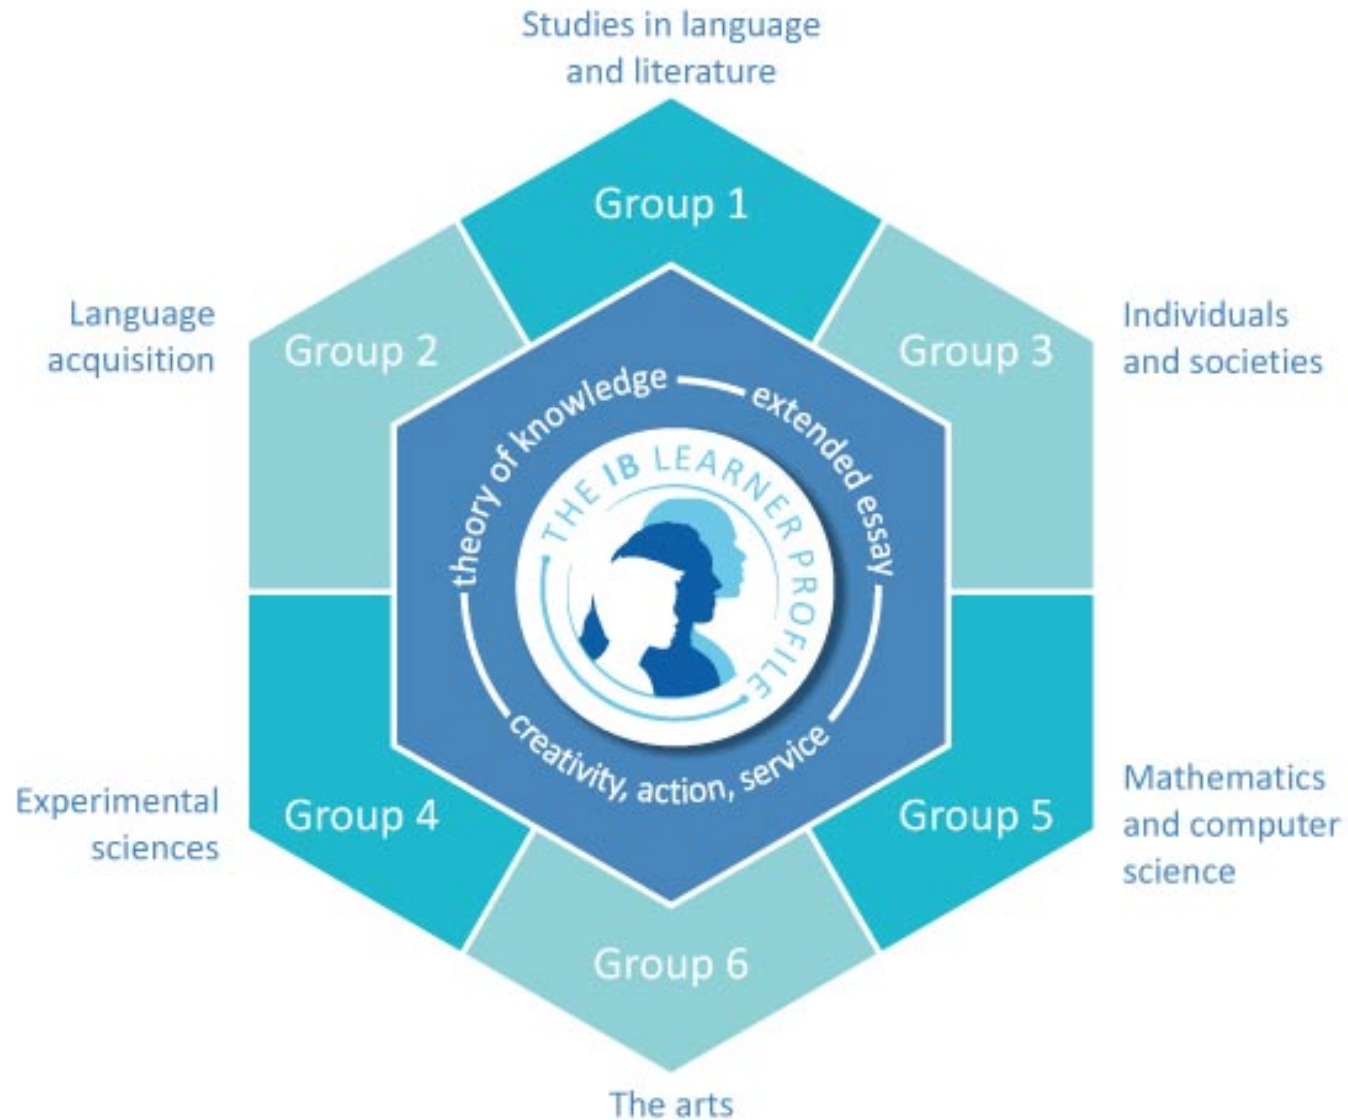 Studies in language
and literature
Group 1
Language
acquisition
Group 2
Group 3
Individuals
and societies
theory of knowledge
extended essay
THE IB LEARNER PROFILE
creativity, action, service
Experimental
sciences
Group 4
Group 5
Mathematics
and computer
science
Group 6
The arts